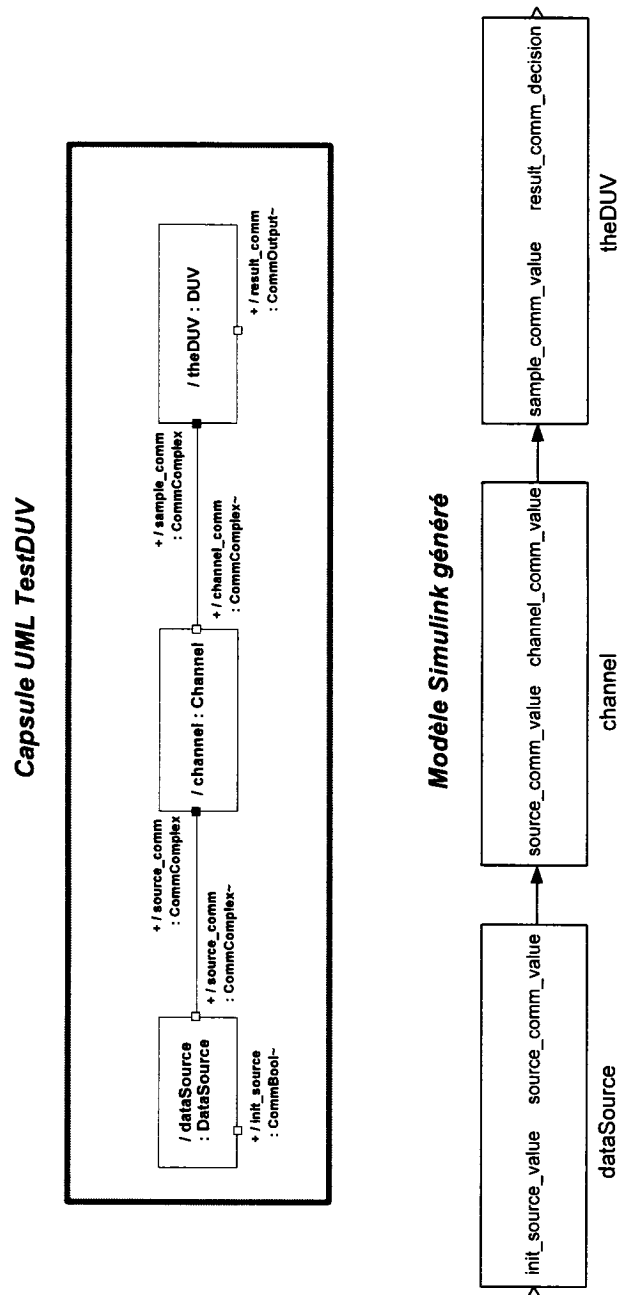 Capsule UML TestDUV
/ dataSource
: DataSource
+ / init_source
: CommBool~
+ / source_comm
: CommComplex~
+ / source_comm
: CommComplex
/ channel : Channel
+ / channel_comm
: CommComplex~
+ / sample_comm
: CommComplex
/ theDUV : DUV
+ / result_comm
: CommOutput~
Modèle Simulink généré
init_source_value source_comm_value
dataSource
source_comm_value channel_comm_value
channel
sample_comm_value result_comm_decision
theDUV